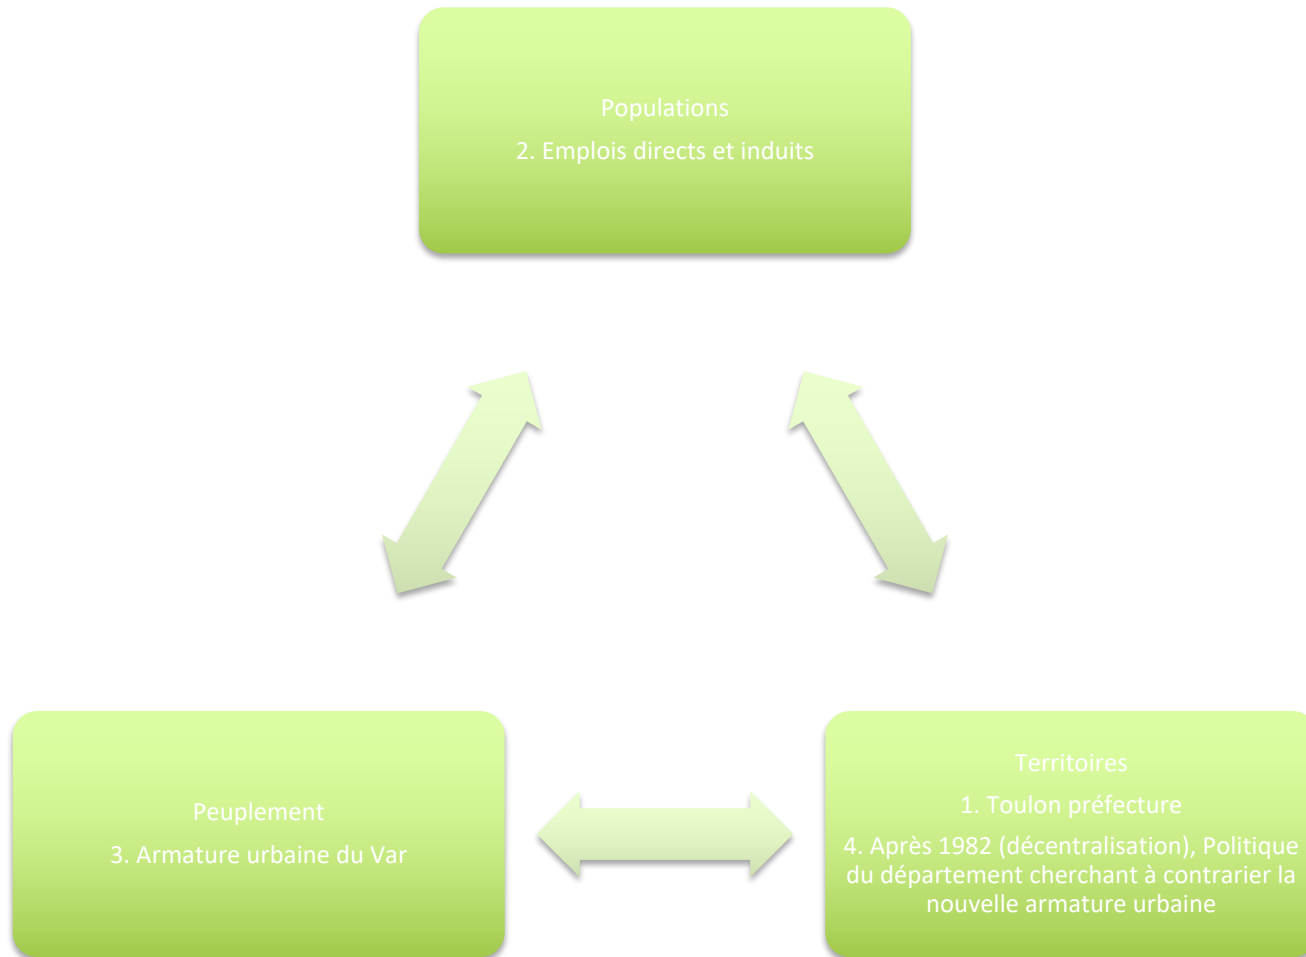 Populations
2. Emplois directs et induits
Peuplement
3. Armature urbaine du Var
Territoires
1. Toulon préfecture
4. Après 1982 (décentralisation), Politique
du département cherchant à contrarier la
nouvelle armature urbaine